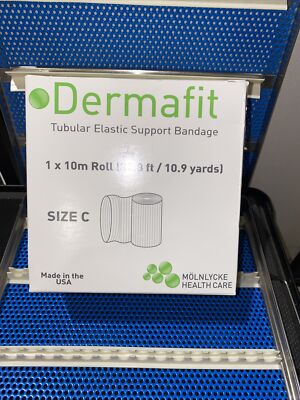 Dermafit
Tubular Elastic Support Bandage
1 x 10m Roll ( ft / 10.9 yards)
SIZE C
Made in the
USA
MÖLNLYCKE
HEALTH CARE